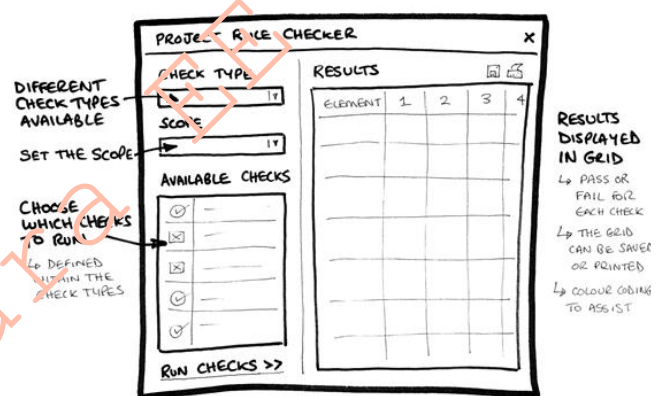 PROJECT RULE CHECKER
x
CHECK TYPE
SCOPE
AVAILABLE CHECKS
RUN CHECKS >>
RESULTS
ELEMENT 1 2 3 4
DIFFERENT
CHECK TYPES
AVAILABLE
SET THE SCOPE
CHOOSE
WHICH CHECKS
TO RUN
↳ DEFINED
WITHIN THE
CHECK TYPES
RESULTS
DISPLAYED
IN GRID
↳ PASS OR
FAIL FOR
EACH CHECK
↳ THE GRID
CAN BE SAVED
OR PRINTED
↳ COLOUR CODING
TO ASSIST